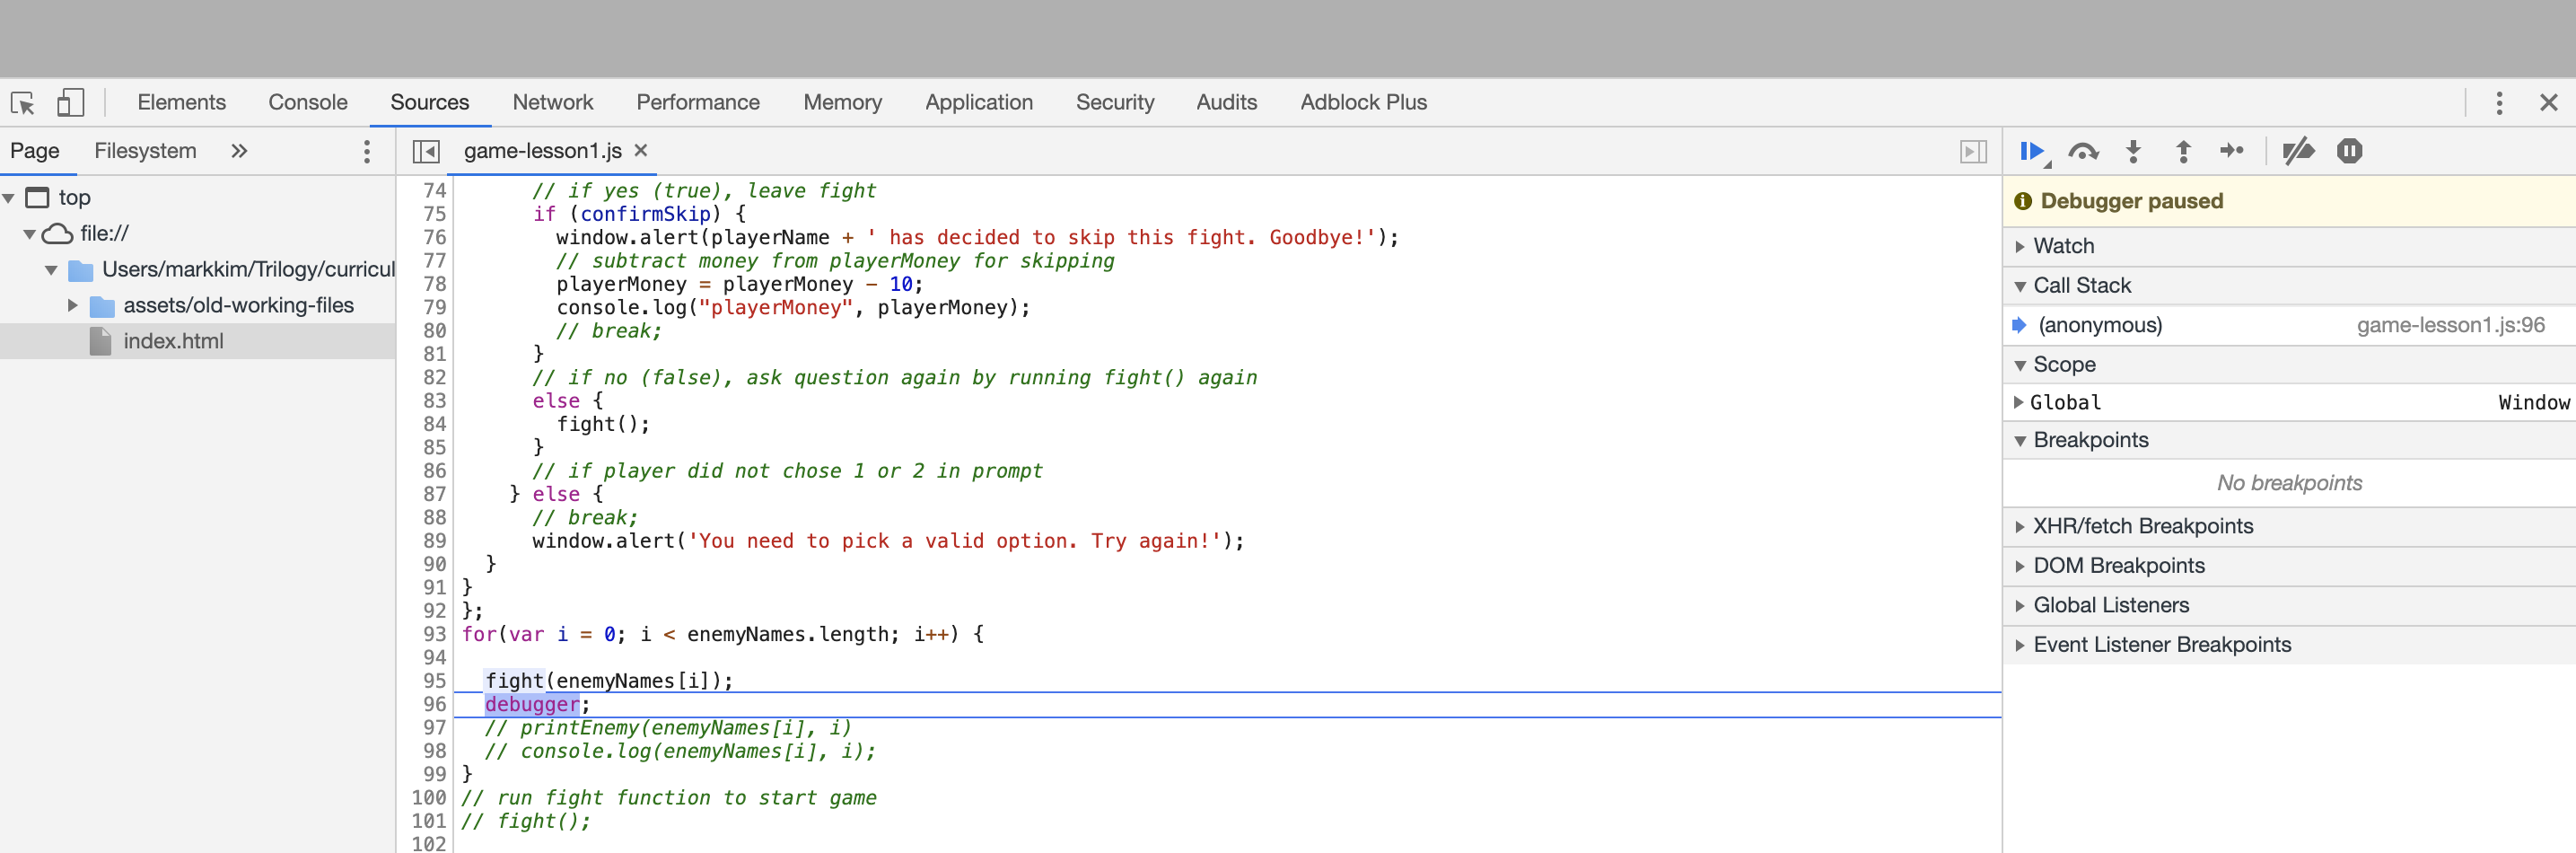 Elements Console Sources Network Performance Memory Application Security Audits Adblock Plus
Page Filesystem »
top
file://
Users/markkim/Trilogy/curricul
assets/old-working-files
index.html
game-lesson1.js ×
74 // if yes (true), leave fight
75 if (confirmSkip) {
76 window.alert(playerName + ' has decided to skip this fight. Goodbye!');
77 // subtract money from playerMoney for skipping
78 playerMoney = playerMoney - 10;
79 console.log("playerMoney", playerMoney);
80 // break;
81 }
82 // if no (false), ask question again by running fight() again
83 else {
84 fight();
85 }
86 // if player did not chose 1 or 2 in prompt
87 } else {
88 // break;
89 window.alert('You need to pick a valid option. Try again!');
90 }
91 }
92 };
93 for(var i = 0; i < enemyNames.length; i++) {
94
95 fight(enemyNames[i]);
96 debugger;
97 // printEnemy(enemyNames[i], i)
98 // console.log(enemyNames[i], i);
99 }
100 // run fight function to start game
101 // fight();
102
Debugger paused
Watch
Call Stack
(anonymous) game-lesson1.js:96
Scope
Global Window
Breakpoints
No breakpoints
XHR/fetch Breakpoints
DOM Breakpoints
Global Listeners
Event Listener Breakpoints